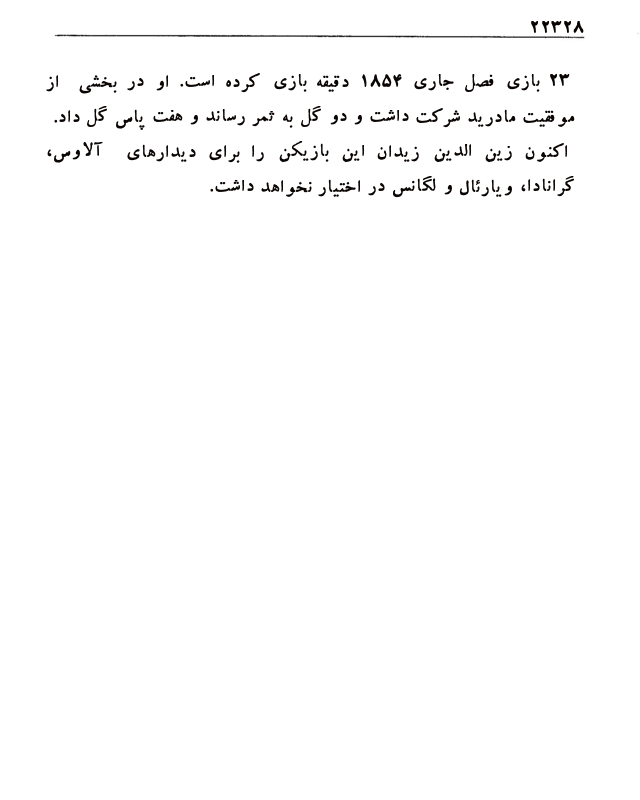 ۲۲۳۲۸
۲۳ بازی فصل جاری ۱۸۵۴ دقیقه بازی کرده است. او در بخشی از
موفقیت مادرید شرکت داشت و دو گل به ثمر رساند و هفت پاس گل داد.
اکنون زین الدین زیدان این بازیکن را برای دیدارهای آلاوس،
گرانادا، ویارئال و لگانس در اختیار نخواهد داشت.